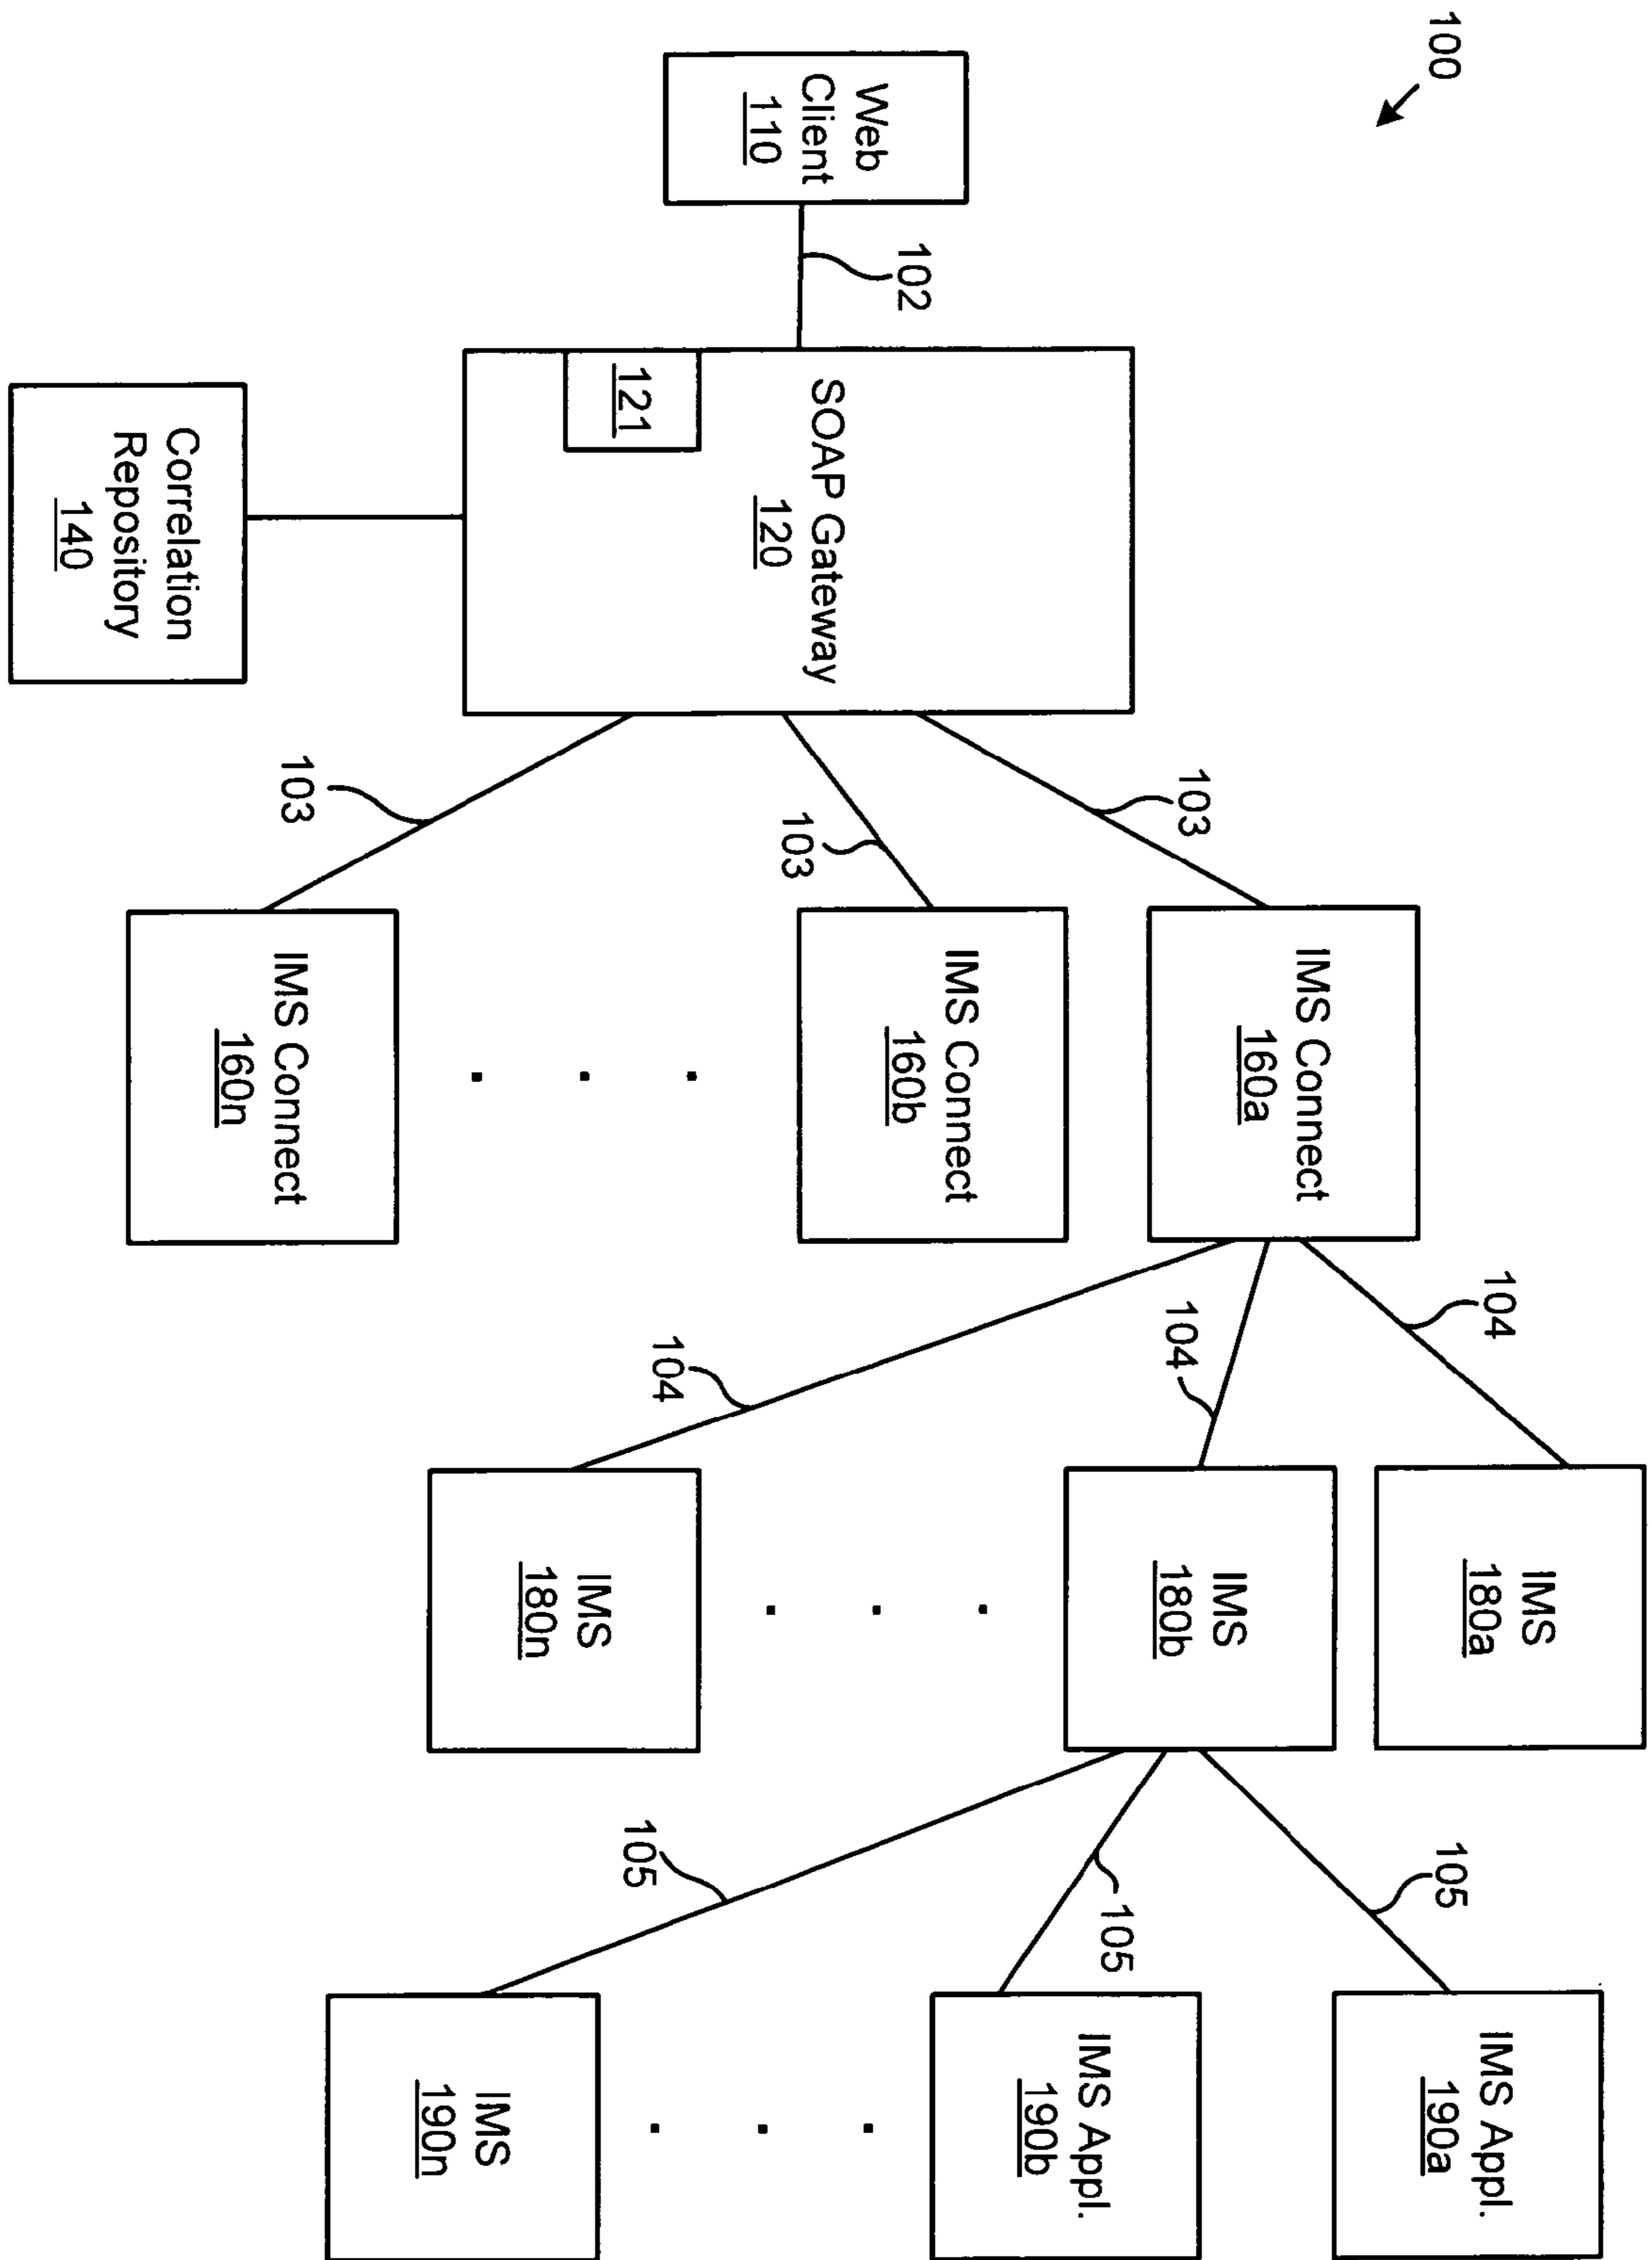 100
Web
Client
110
102
SOAP Gateway
120
121
Correlation
Repository
140
103
103
103
IMS Connect
160a
IMS Connect
160b
. . .
IMS Connect
160n
104
104
104
IMS
180a
IMS
180b
. . .
IMS
180n
105
105
105
IMS Appl.
190a
IMS Appl.
190b
. . .
IMS
190n